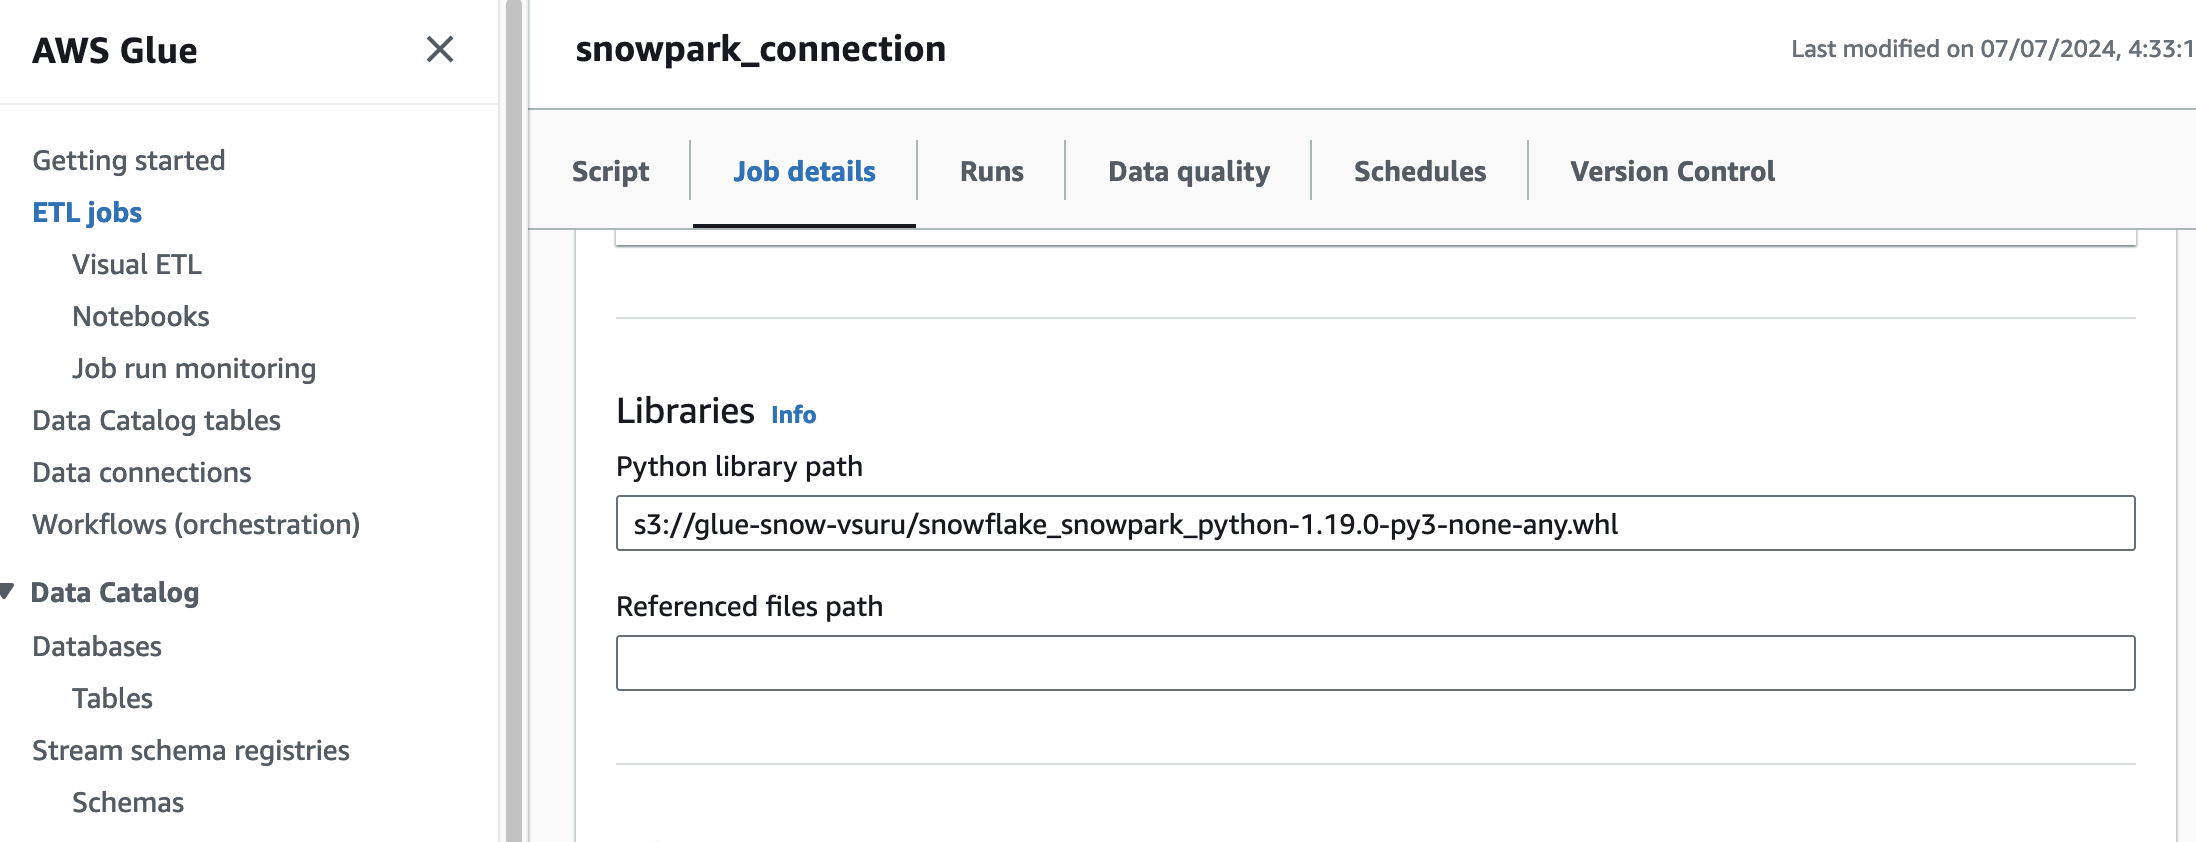 AWS Glue
Getting started
ETL jobs
Visual ETL
Notebooks
Job run monitoring
Data Catalog tables
Data connections
Workflows (orchestration)
Data Catalog
Databases
Tables
Stream schema registries
Schemas
snowpark_connection
Last modified on 07/07/2024, 4:33:1
Script
Job details
Runs
Data quality
Schedules
Version Control
Libraries Info
Python library path
s3://glue-snow-vsuru/snowflake_snowpark_python-1.19.0-py3-none-any.whl
Referenced files path